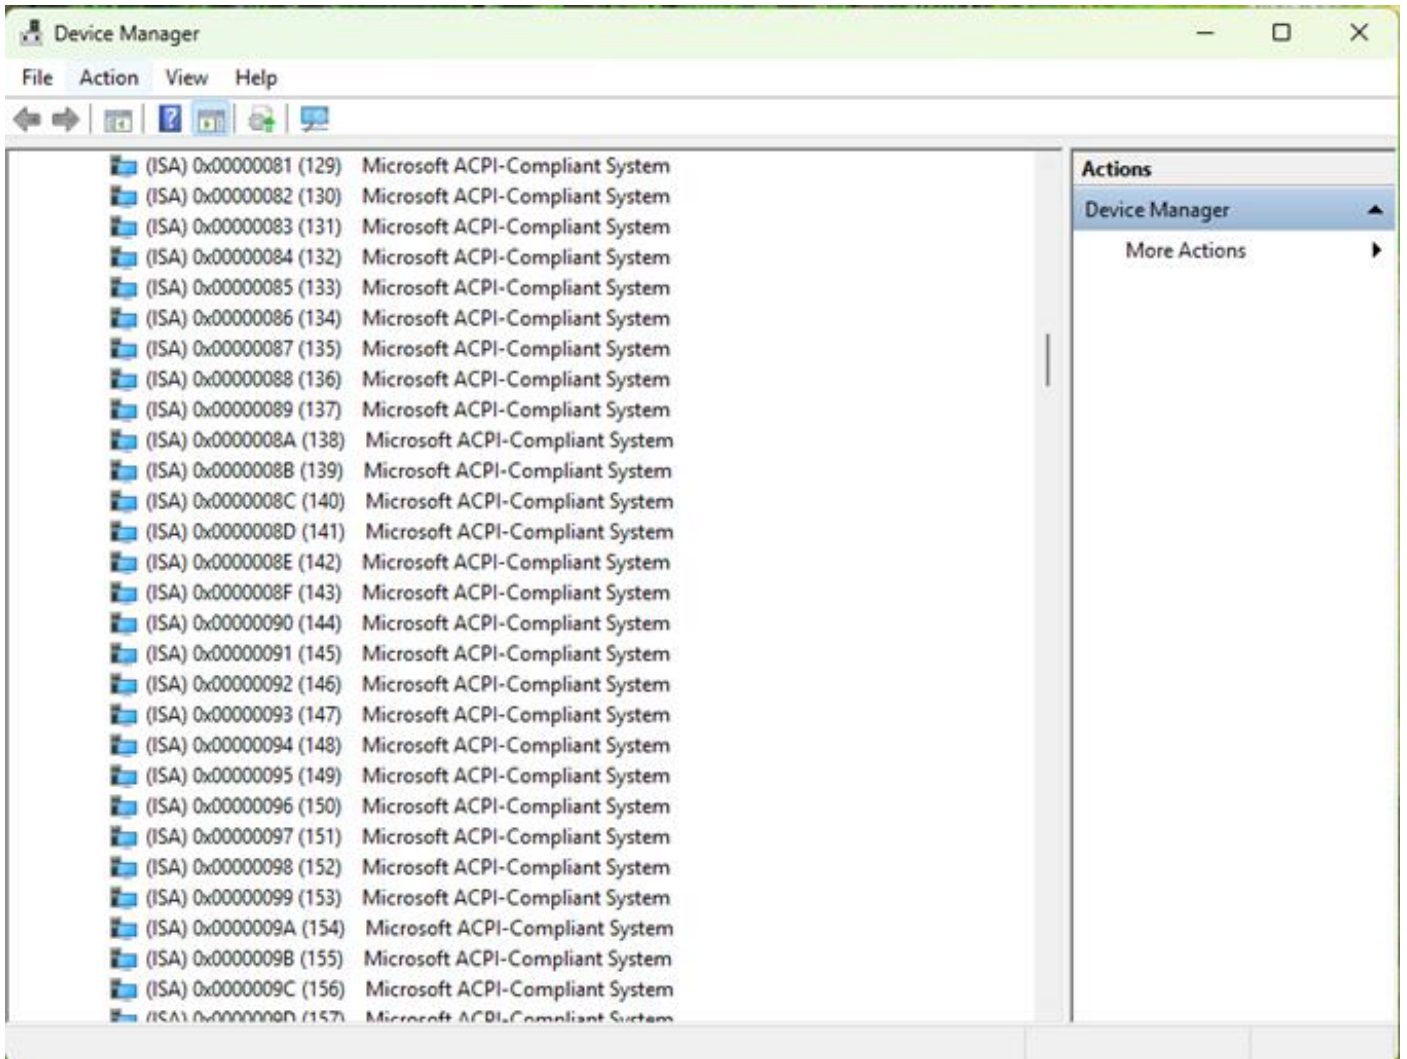 Device Manager
File Action View Help
(ISA) 0x00000081 (129) Microsoft ACPI-Compliant System
(ISA) 0x00000082 (130) Microsoft ACPI-Compliant System
(ISA) 0x00000083 (131) Microsoft ACPI-Compliant System
(ISA) 0x00000084 (132) Microsoft ACPI-Compliant System
(ISA) 0x00000085 (133) Microsoft ACPI-Compliant System
(ISA) 0x00000086 (134) Microsoft ACPI-Compliant System
(ISA) 0x00000087 (135) Microsoft ACPI-Compliant System
(ISA) 0x00000088 (136) Microsoft ACPI-Compliant System
(ISA) 0x00000089 (137) Microsoft ACPI-Compliant System
(ISA) 0x0000008A (138) Microsoft ACPI-Compliant System
(ISA) 0x0000008B (139) Microsoft ACPI-Compliant System
(ISA) 0x0000008C (140) Microsoft ACPI-Compliant System
(ISA) 0x0000008D (141) Microsoft ACPI-Compliant System
(ISA) 0x0000008E (142) Microsoft ACPI-Compliant System
(ISA) 0x0000008F (143) Microsoft ACPI-Compliant System
(ISA) 0x00000090 (144) Microsoft ACPI-Compliant System
(ISA) 0x00000091 (145) Microsoft ACPI-Compliant System
(ISA) 0x00000092 (146) Microsoft ACPI-Compliant System
(ISA) 0x00000093 (147) Microsoft ACPI-Compliant System
(ISA) 0x00000094 (148) Microsoft ACPI-Compliant System
(ISA) 0x00000095 (149) Microsoft ACPI-Compliant System
(ISA) 0x00000096 (150) Microsoft ACPI-Compliant System
(ISA) 0x00000097 (151) Microsoft ACPI-Compliant System
(ISA) 0x00000098 (152) Microsoft ACPI-Compliant System
(ISA) 0x00000099 (153) Microsoft ACPI-Compliant System
(ISA) 0x0000009A (154) Microsoft ACPI-Compliant System
(ISA) 0x0000009B (155) Microsoft ACPI-Compliant System
(ISA) 0x0000009C (156) Microsoft ACPI-Compliant System
(ISA) 0x0000009D (157) Microsoft ACPI-Compliant System
Actions
Device Manager
More Actions